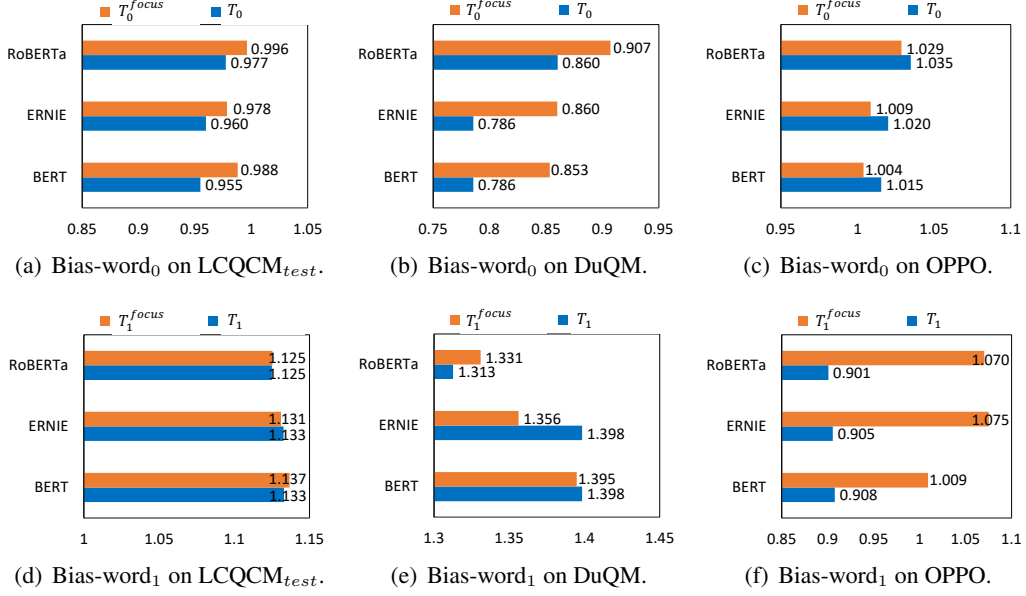 T_0^{focus} T_0
RoBERTa 0.996 0.977
ERNIE 0.978 0.960
BERT 0.988 0.955
0.85 0.9 0.95 1 1.05
(a) Bias-word_0 on LCQCM_{test}.
T_0^{focus} T_0
RoBERTa 0.907 0.860
ERNIE 0.860 0.786
BERT 0.853 0.786
0.75 0.8 0.85 0.9 0.95
(b) Bias-word_0 on DuQM.
T_0^{focus} T_0
RoBERTa 1.029 1.035
ERNIE 1.009 1.020
BERT 1.004 1.015
0.95 1 1.05 1.1
(c) Bias-word_0 on OPPO.
T_1^{focus} T_1
RoBERTa 1.125 1.125
ERNIE 1.131 1.133
BERT 1.137 1.133
1 1.05 1.1 1.15
(d) Bias-word_1 on LCQCM_{test}.
T_1^{focus} T_1
RoBERTa 1.331 1.313
ERNIE 1.356 1.398
BERT 1.395 1.398
1.3 1.35 1.4 1.45
(e) Bias-word_1 on DuQM.
T_1^{focus} T_1
RoBERTa 1.070 0.901
ERNIE 1.075 0.905
BERT 1.009 0.908
0.85 0.9 0.95 1 1.05 1.1
(f) Bias-word_1 on OPPO.